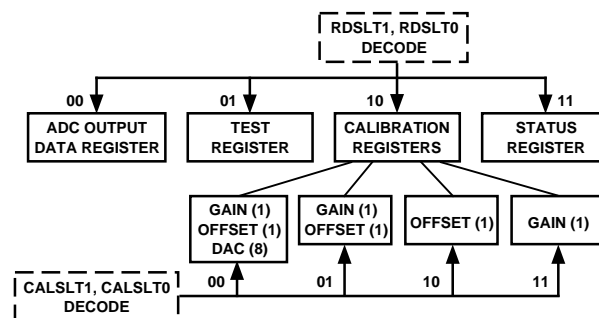 RDSLT1, RDSLT0
DECODE
00
01
10
11
ADC OUTPUT
DATA REGISTER
TEST
REGISTER
CALIBRATION
REGISTERS
STATUS
REGISTER
GAIN (1)
OFFSET (1)
DAC (8)
GAIN (1)
OFFSET (1)
OFFSET (1)
GAIN (1)
CALSLT1, CALSLT0
DECODE
00
01
10
11